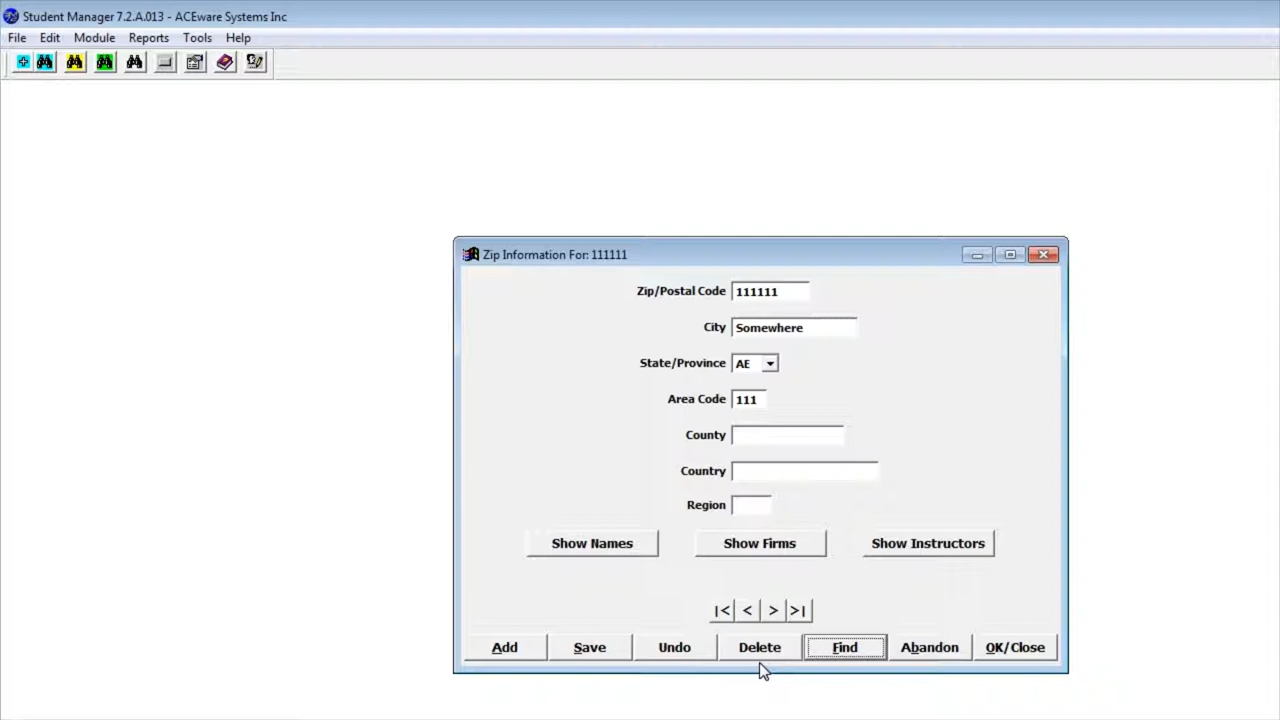 Student Manager 7.2.A.013 - ACEware Systems Inc
File Edit Module Reports Tools Help
Zip Information For: 111111
Zip/Postal Code 111111
City Somewhere
State/Province AE
Area Code 111
County
Country
Region
Show Names Show Firms Show Instructors
|< < > >|
Add Save Undo Delete Find Abandon OK/Close